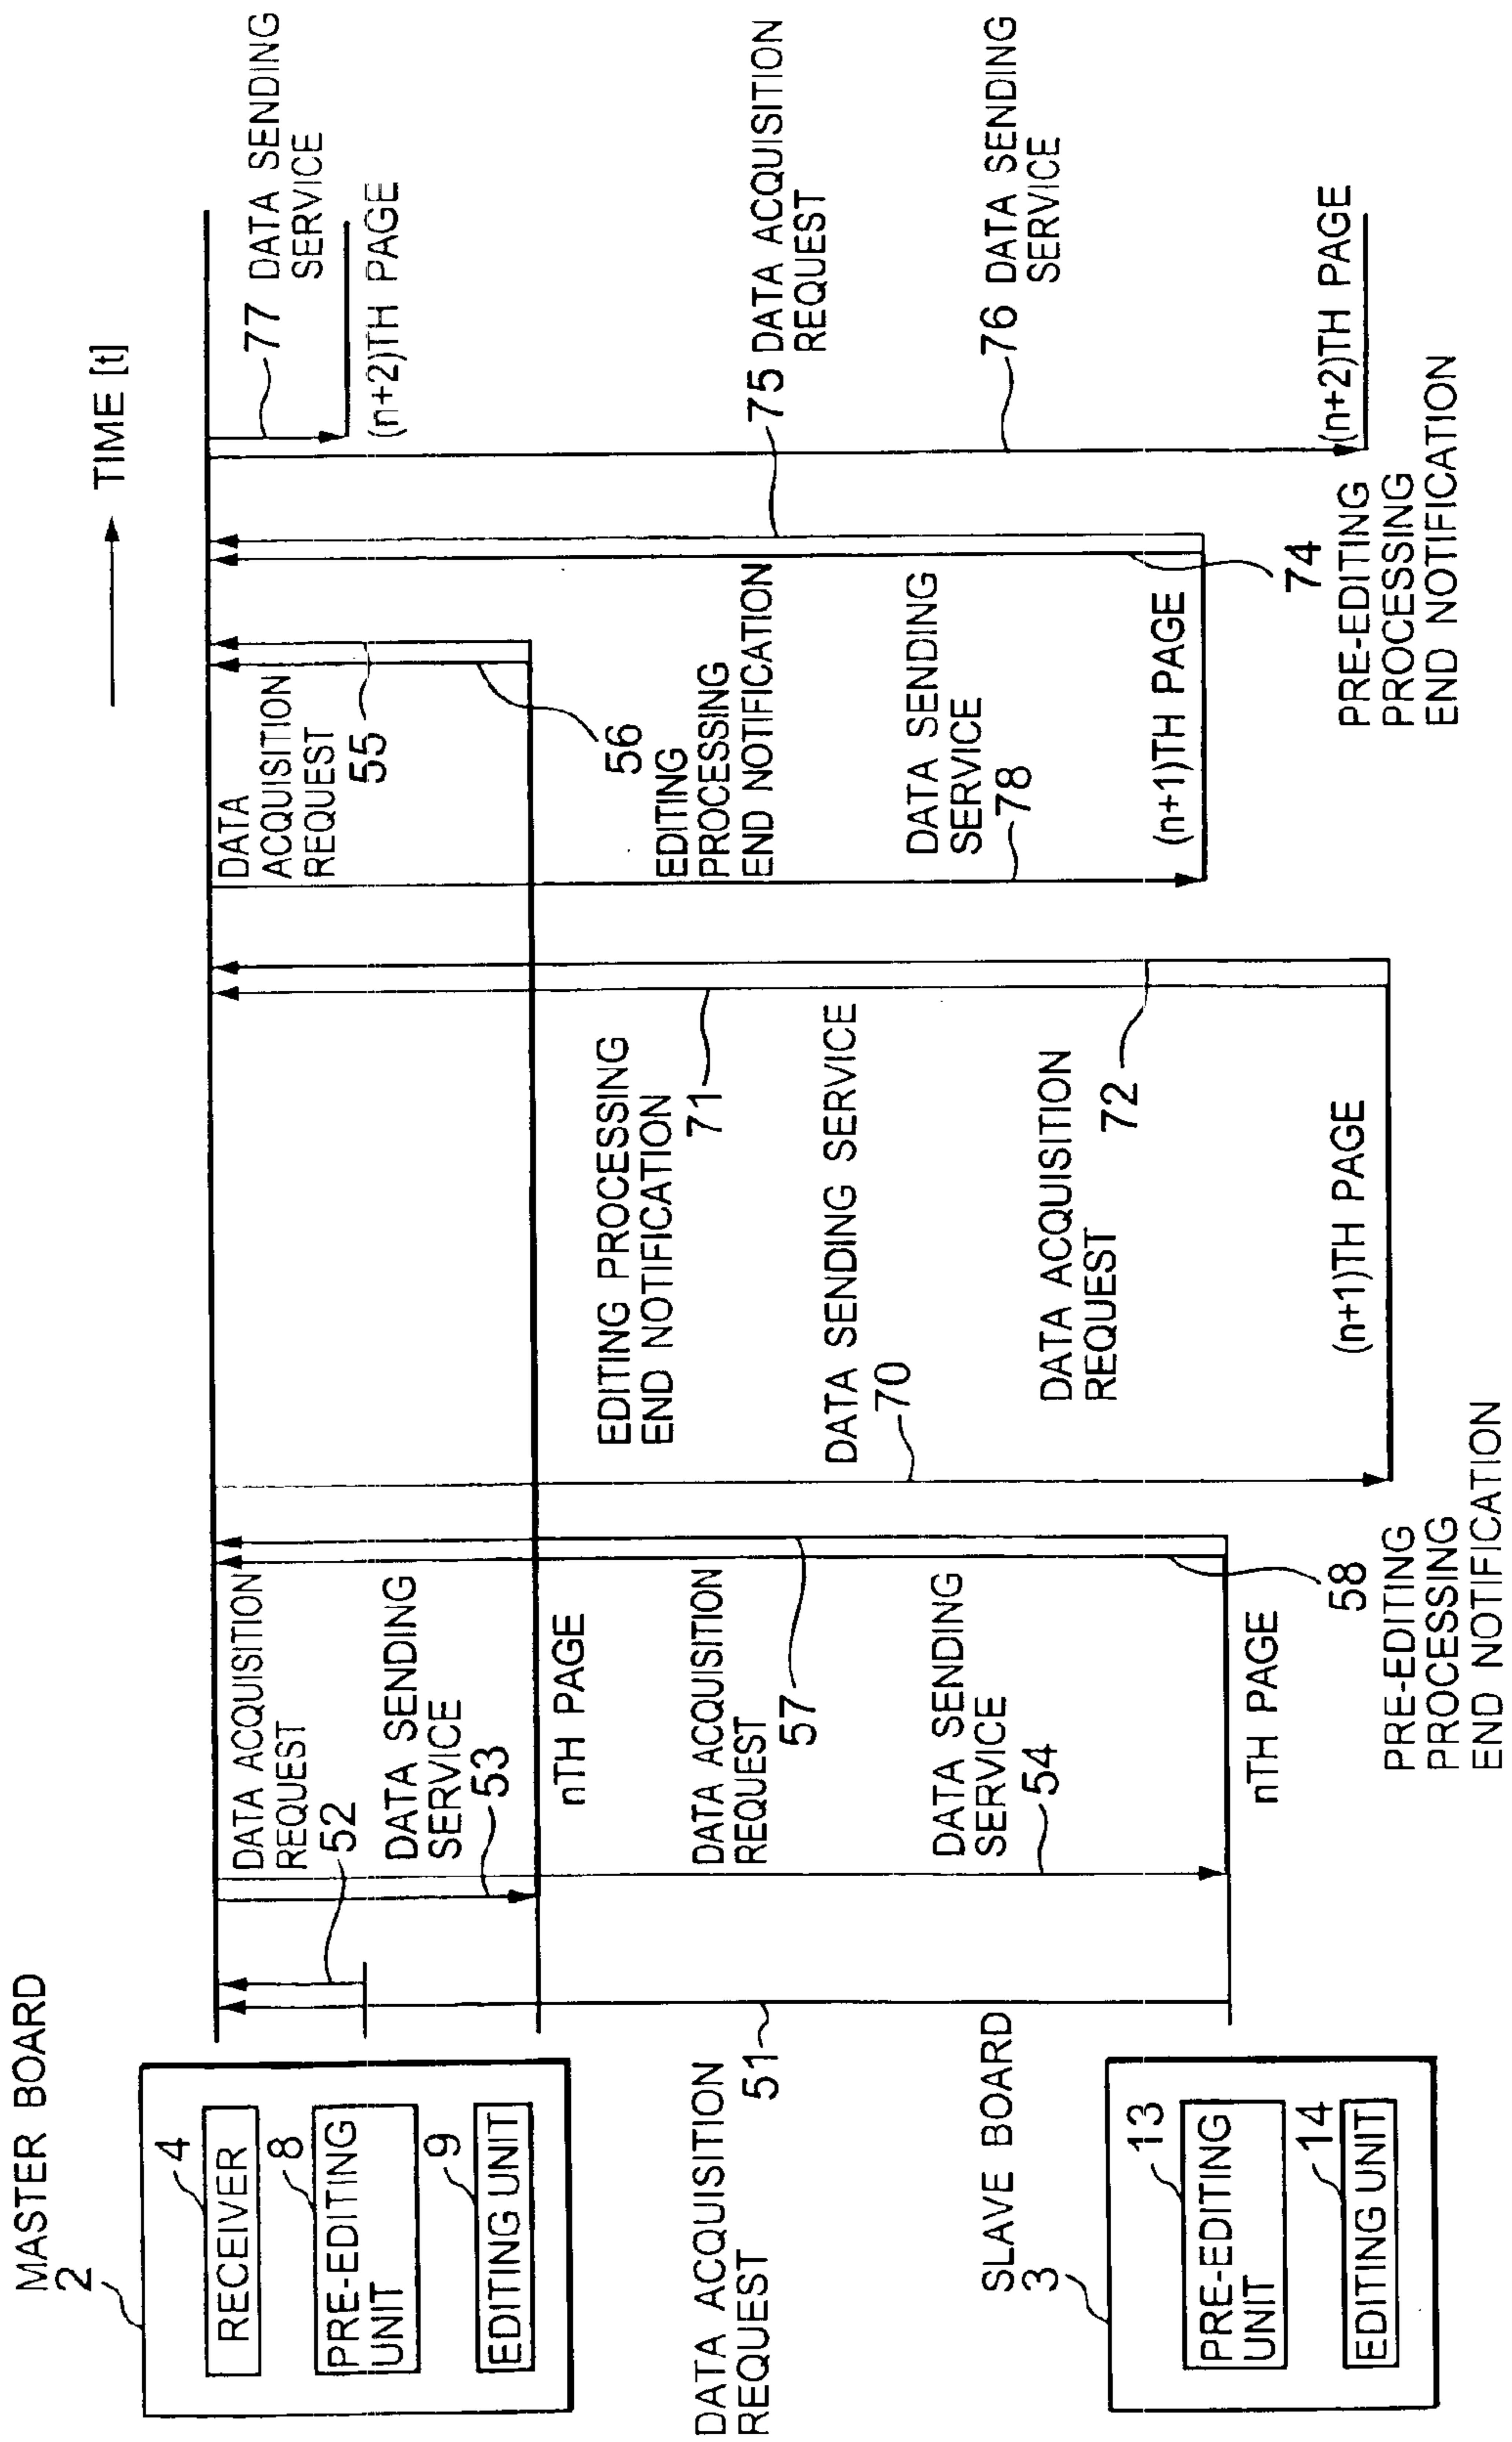 MASTER BOARD
2
4
RECEIVER
8
PRE-EDITING
UNIT
9
EDITING UNIT
DATA ACQUISITION
REQUEST
51
SLAVE BOARD
3
13
PRE-EDITING
UNIT
14
EDITING UNIT
TIME [t]
DATA ACQUISITION
REQUEST
52
DATA SENDING
SERVICE
53
nTH PAGE
DATA ACQUISITION
REQUEST
57
DATA SENDING
SERVICE
54
nTH PAGE
58
PRE-EDITING
PROCESSING
END NOTIFICATION
EDITING PROCESSING
END NOTIFICATION
71
DATA SENDING SERVICE
70
DATA ACQUISITION
REQUEST
72
(n+1)TH PAGE
DATA
ACQUISITION
REQUEST
55
56
EDITING
PROCESSING
END NOTIFICATION
DATA SENDING
SERVICE
78
(n+1)TH PAGE
74
PRE-EDITING
PROCESSING
END NOTIFICATION
77 DATA SENDING
SERVICE
(n+2)TH PAGE
75 DATA ACQUISITION
REQUEST
76 DATA SENDING
SERVICE
(n+2)TH PAGE